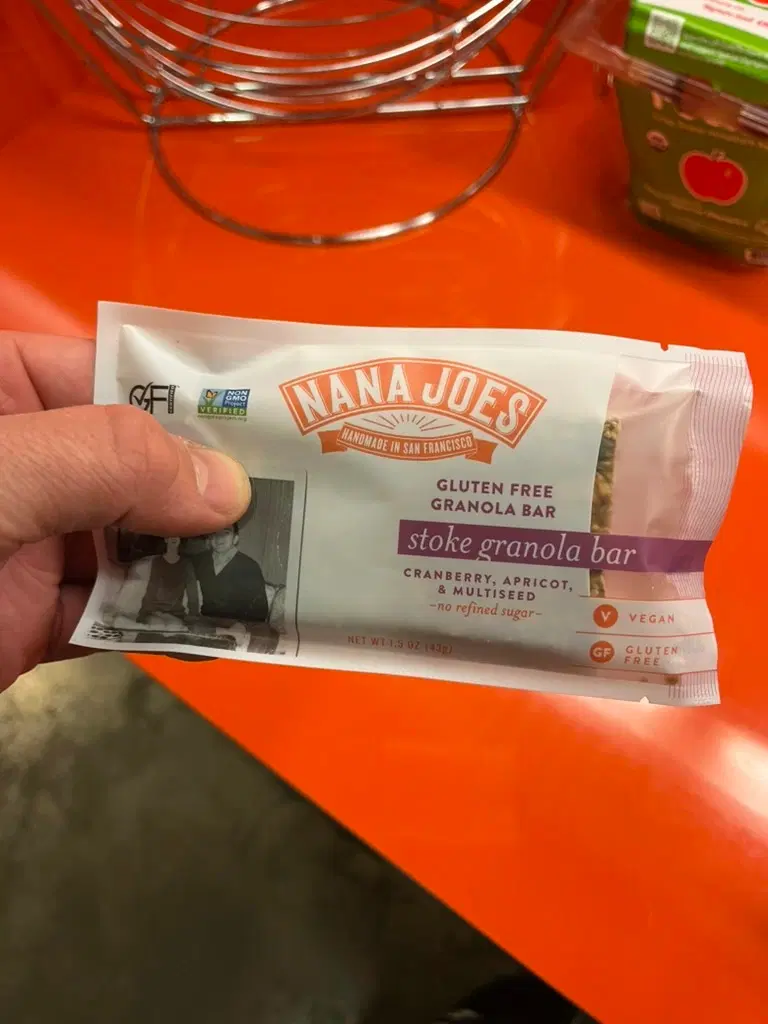 GF
NON
GMO
Project
VERIFIED
NANA JOES
HANDMADE IN SAN FRANCISCO
GLUTEN FREE
GRANOLA BAR
stoke granola bar
CRANBERRY, APRICOT,
& MULTISEED
-no refined sugar-
NET WT 1.5 OZ (43g)
V VEGAN
GF GLUTEN
FREE